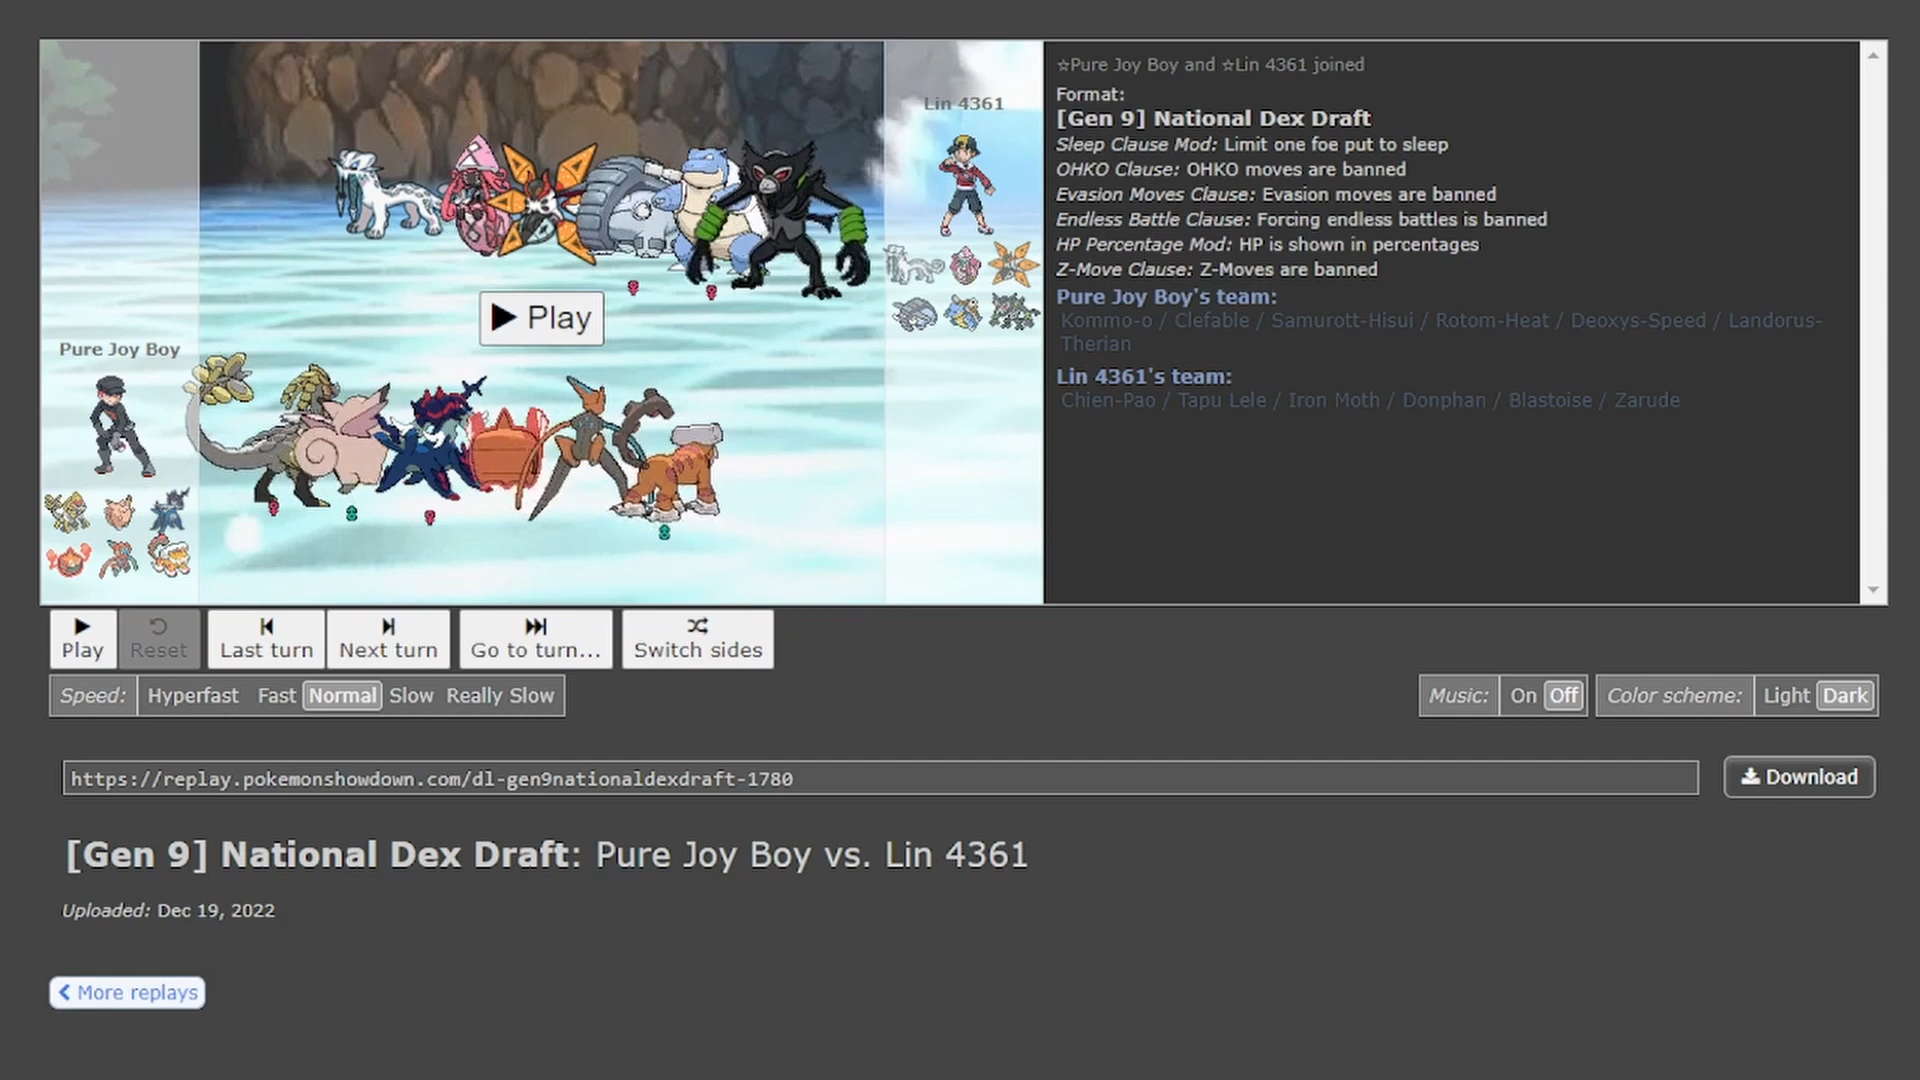 ☆Pure Joy Boy and ☆Lin 4361 joined
Format:
[Gen 9] National Dex Draft
Sleep Clause Mod: Limit one foe put to sleep
OHKO Clause: OHKO moves are banned
Evasion Moves Clause: Evasion moves are banned
Endless Battle Clause: Forcing endless battles is banned
HP Percentage Mod: HP is shown in percentages
Z-Move Clause: Z-Moves are banned
Pure Joy Boy's team:
Kommo-o / Clefable / Samurott-Hisui / Rotom-Heat / Deoxys-Speed / Landorus-
Therian
Lin 4361's team:
Chien-Pao / Tapu Lele / Iron Moth / Donphan / Blastoise / Zarude
Lin 4361
Play
Pure Joy Boy
Play Reset Last turn Next turn Go to turn... Switch sides
Speed: Hyperfast Fast Normal Slow Really Slow Music: On Off Color scheme: Light Dark
https://replay.pokemonshowdown.com/dl-gen9nationaldexdraft-1780 Download
[Gen 9] National Dex Draft: Pure Joy Boy vs. Lin 4361
Uploaded: Dec 19, 2022
More replays